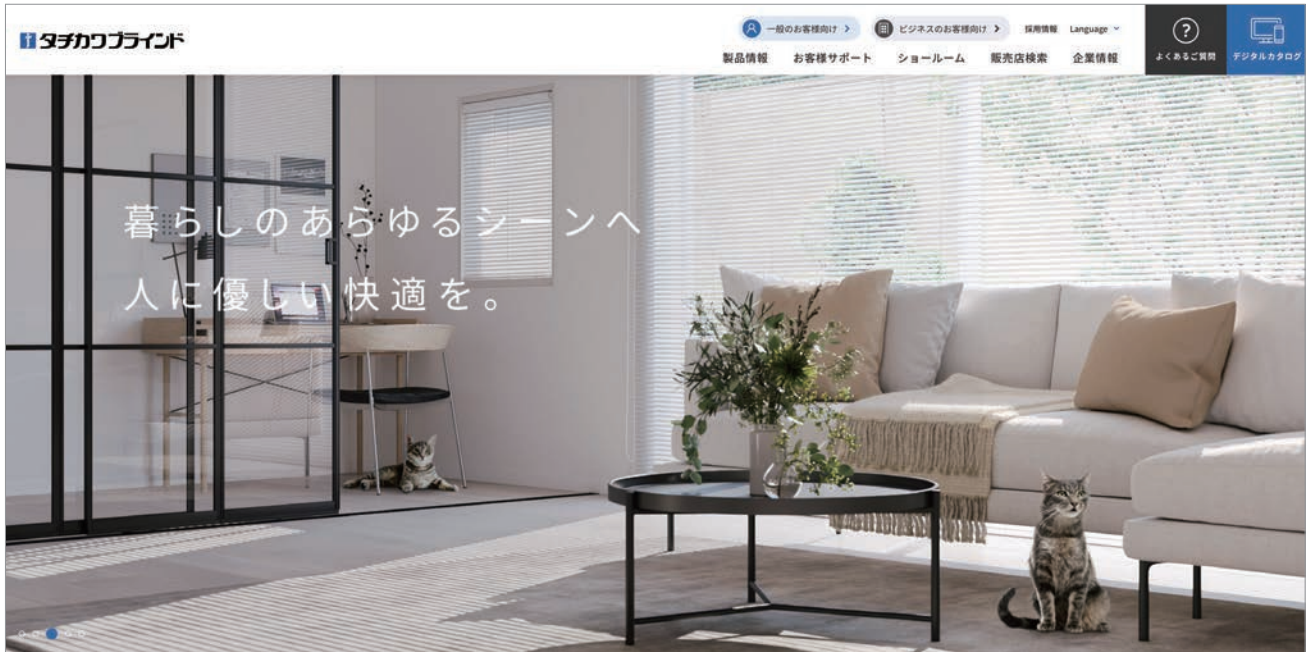 タチカワブラインド
一般のお客様向け
ビジネスのお客様向け
採用情報
Language
製品情報
お客様サポート
ショールーム
販売店検索
企業情報
?
よくあるご質問
デジタルカタログ
暮らしのあらゆるシーンへ
人に優しい快適を。